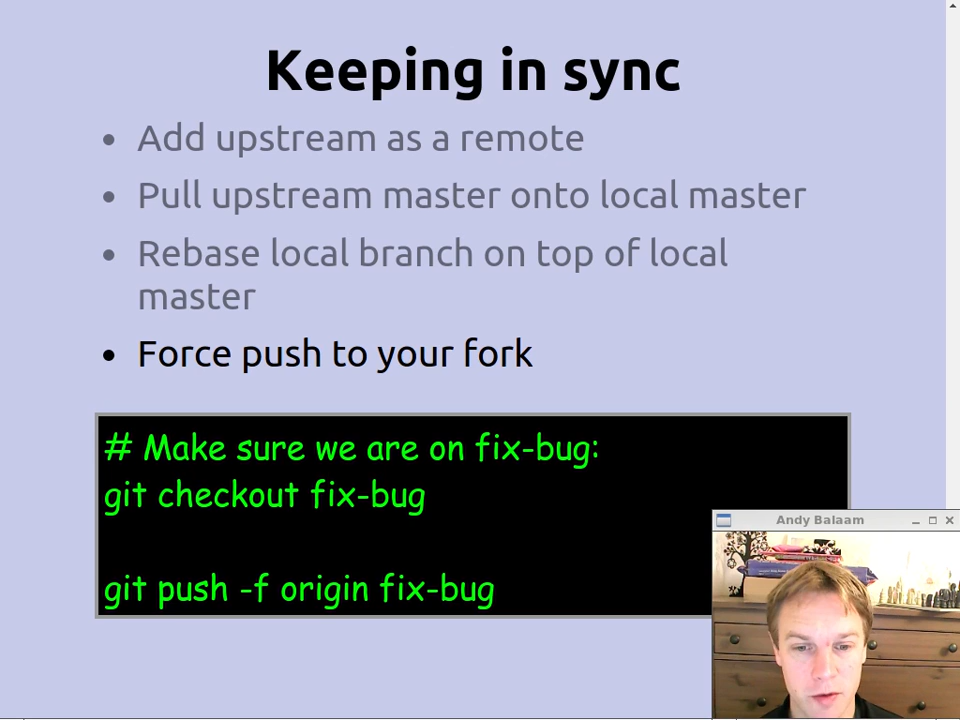 Keeping in sync
• Add upstream as a remote
• Pull upstream master onto local master
• Rebase local branch on top of local
master
• Force push to your fork
# Make sure we are on fix-bug:
git checkout fix-bug
git push -f origin fix-bug
Andy Balaam